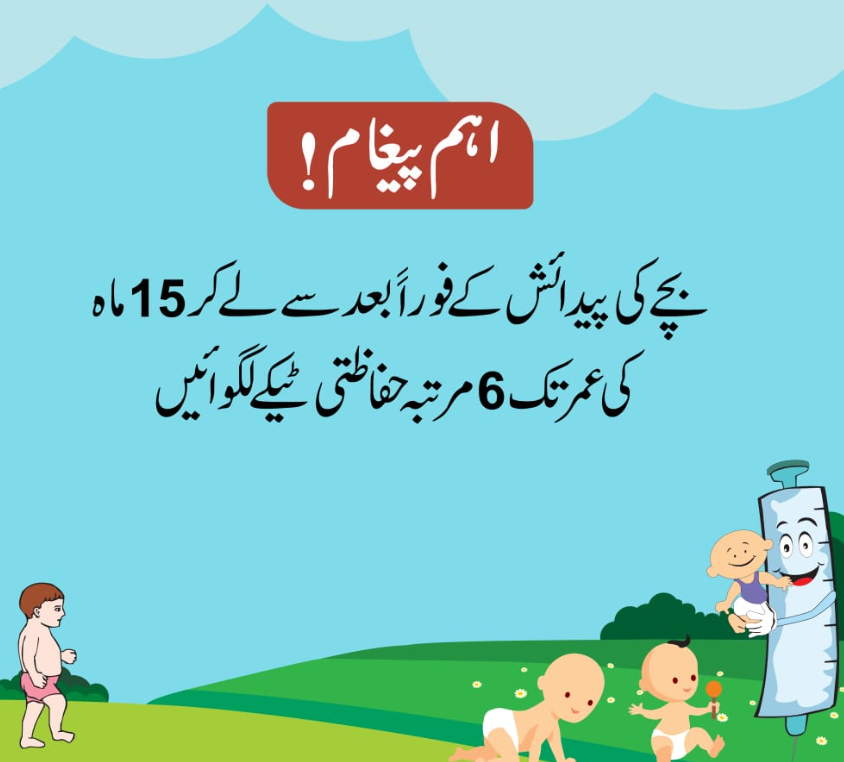 اہم پیغام!
بچے کی پیدائش کے فوراً بعد سے لے کر 15 ماہ
کی عمر تک 6 مرتبہ حفاظتی ٹیکے لگوائیں